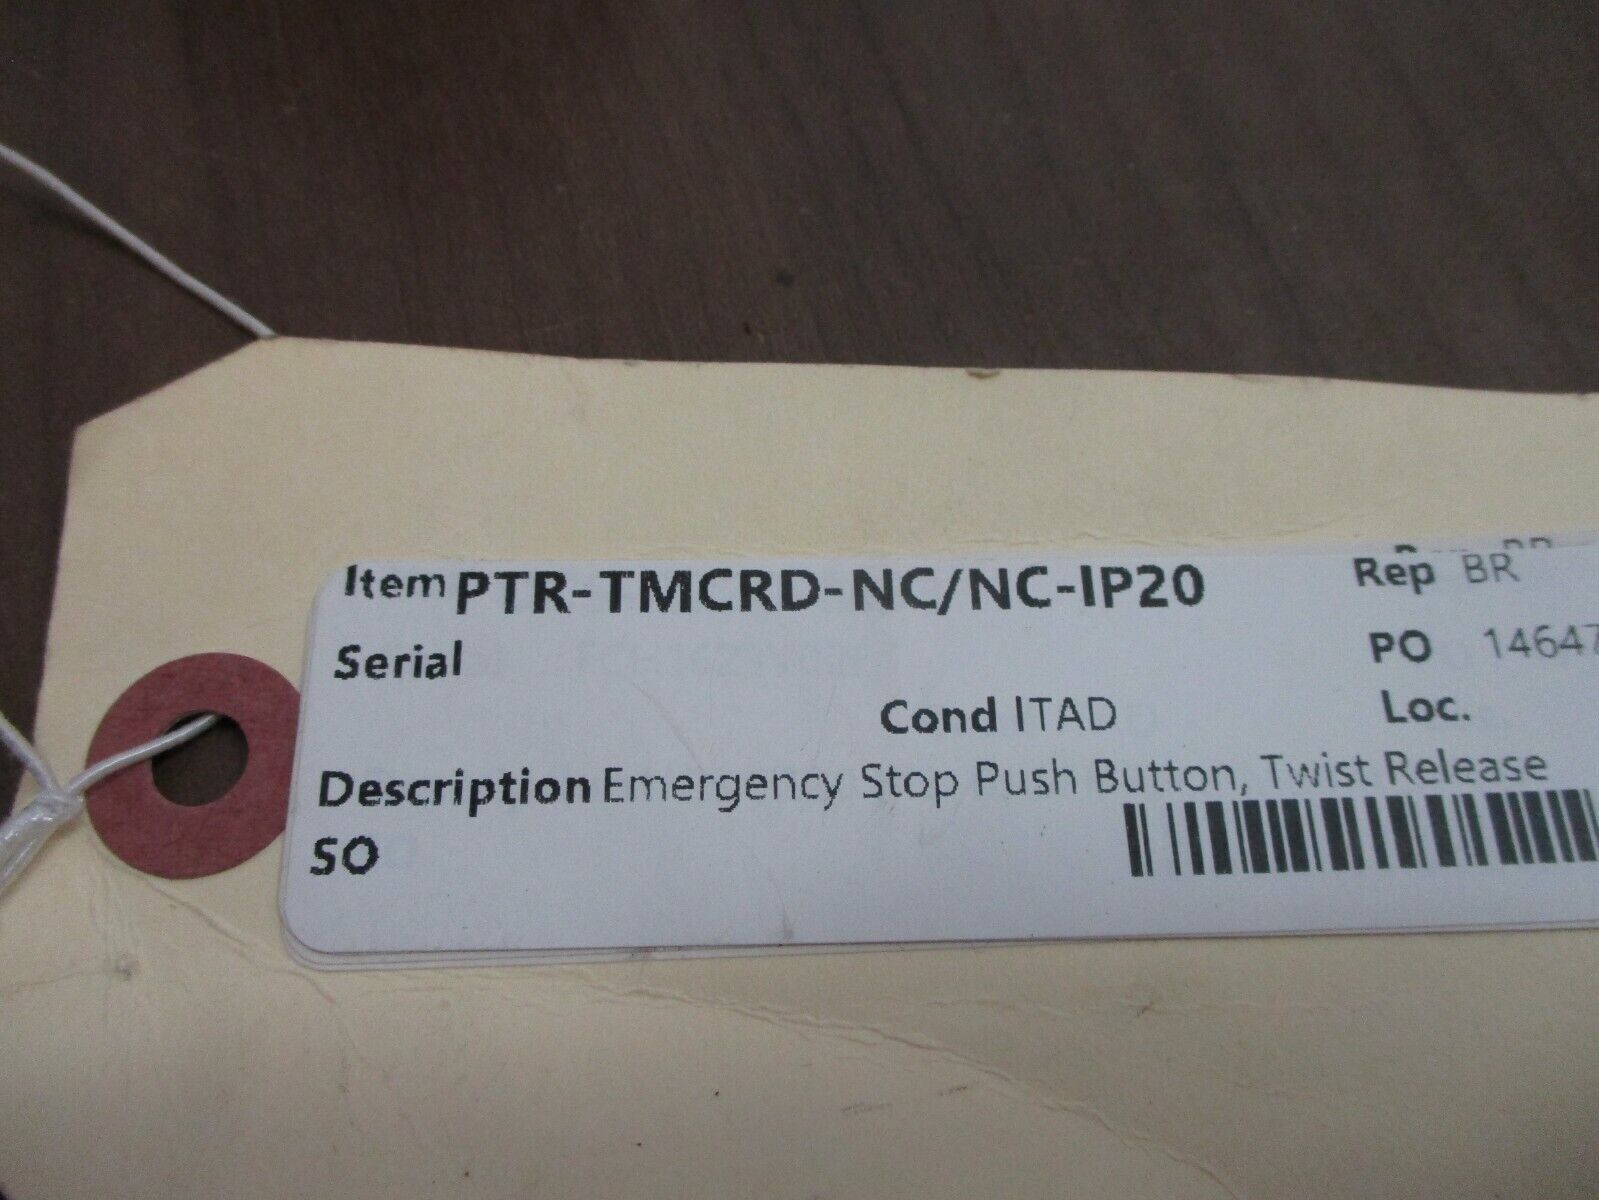 Item PTR-TMCRD-NC/NC-IP20 Rep BR
Serial PO 14647
Cond ITAD Loc.
Description Emergency Stop Push Button, Twist Release
SO